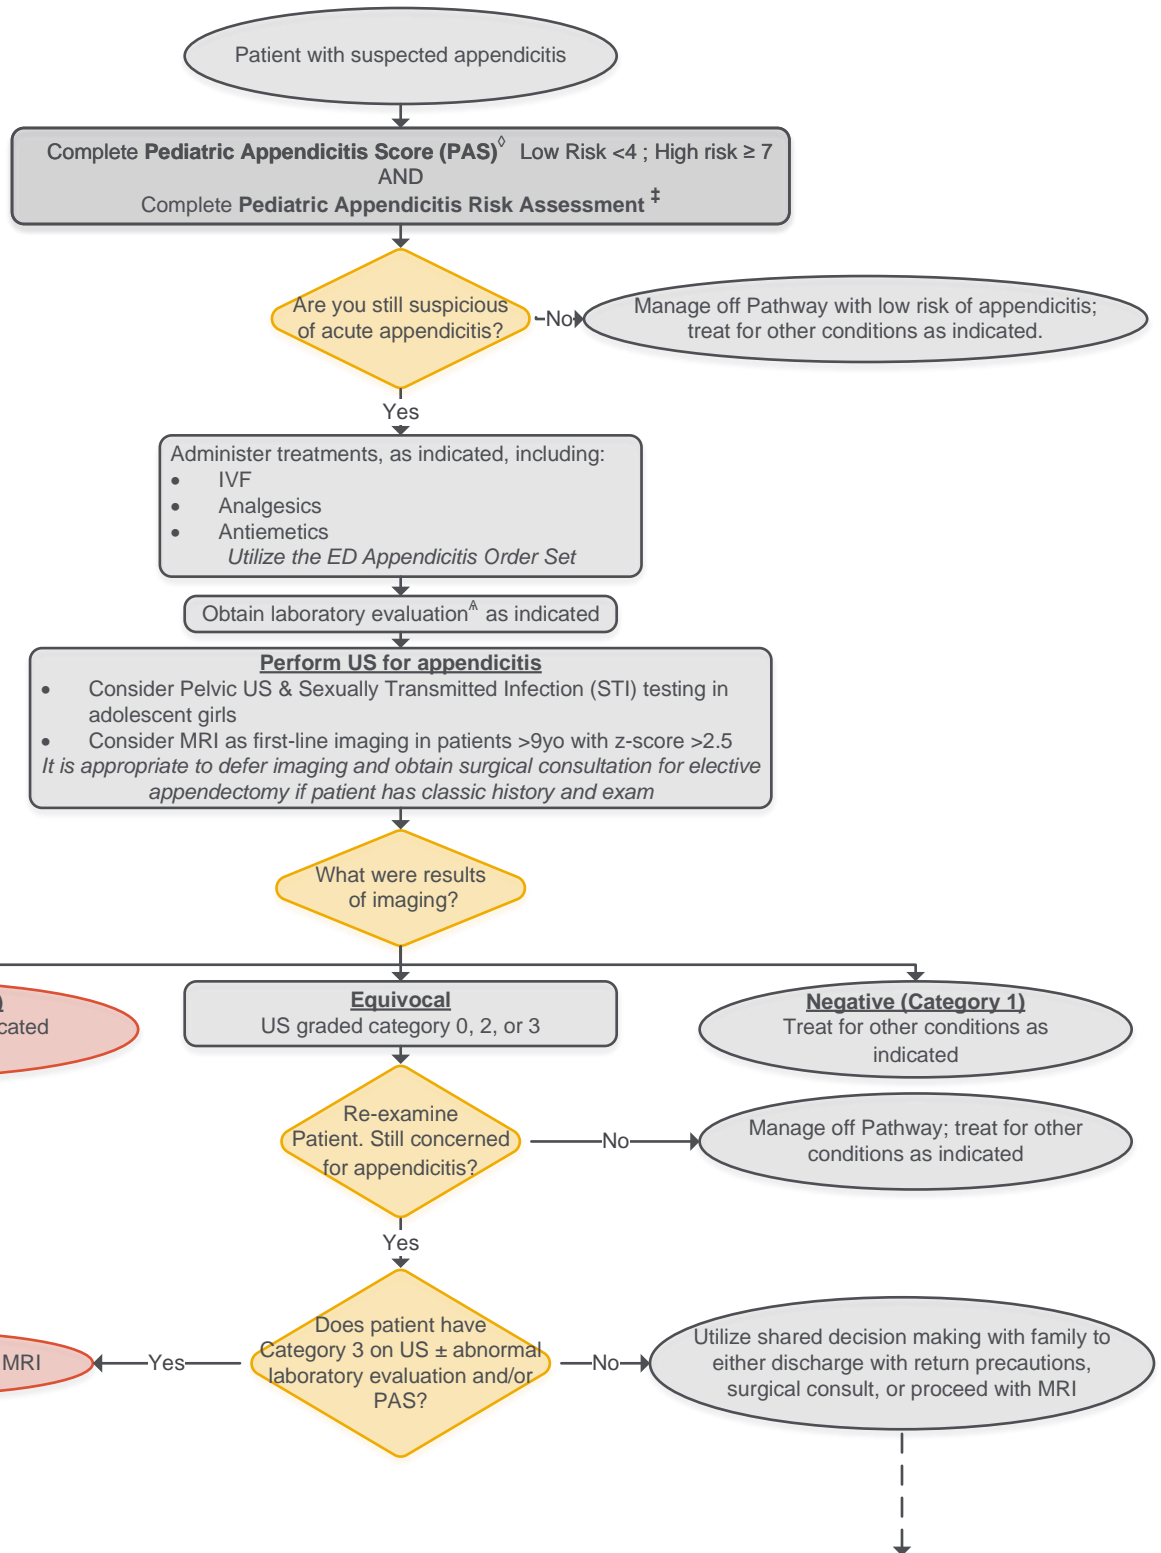 Patient with suspected appendicitis
Complete Pediatric Appendicitis Score (PAS)◊ Low Risk <4 ; High risk ≥ 7
AND
Complete Pediatric Appendicitis Risk Assessment ‡
Are you still suspicious
of acute appendicitis?
No
Manage off Pathway with low risk of appendicitis;
treat for other conditions as indicated.
Yes
Administer treatments, as indicated, including:
• IVF
• Analgesics
• Antiemetics
Utilize the ED Appendicitis Order Set
Obtain laboratory evaluation as indicated
Perform US for appendicitis
• Consider Pelvic US & Sexually Transmitted Infection (STI) testing in
adolescent girls
• Consider MRI as first-line imaging in patients >9yo with z-score >2.5
It is appropriate to defer imaging and obtain surgical consultation for elective
appendectomy if patient has classic history and exam
What were results
of imaging?
)
cated
Equivocal
US graded category 0, 2, or 3
Negative (Category 1)
Treat for other conditions as
indicated
Re-examine
Patient. Still concerned
for appendicitis?
No
Manage off Pathway; treat for other
conditions as indicated
Yes
Does patient have
Category 3 on US ± abnormal
laboratory evaluation and/or
PAS?
Yes
MRI
No
Utilize shared decision making with family to
either discharge with return precautions,
surgical consult, or proceed with MRI